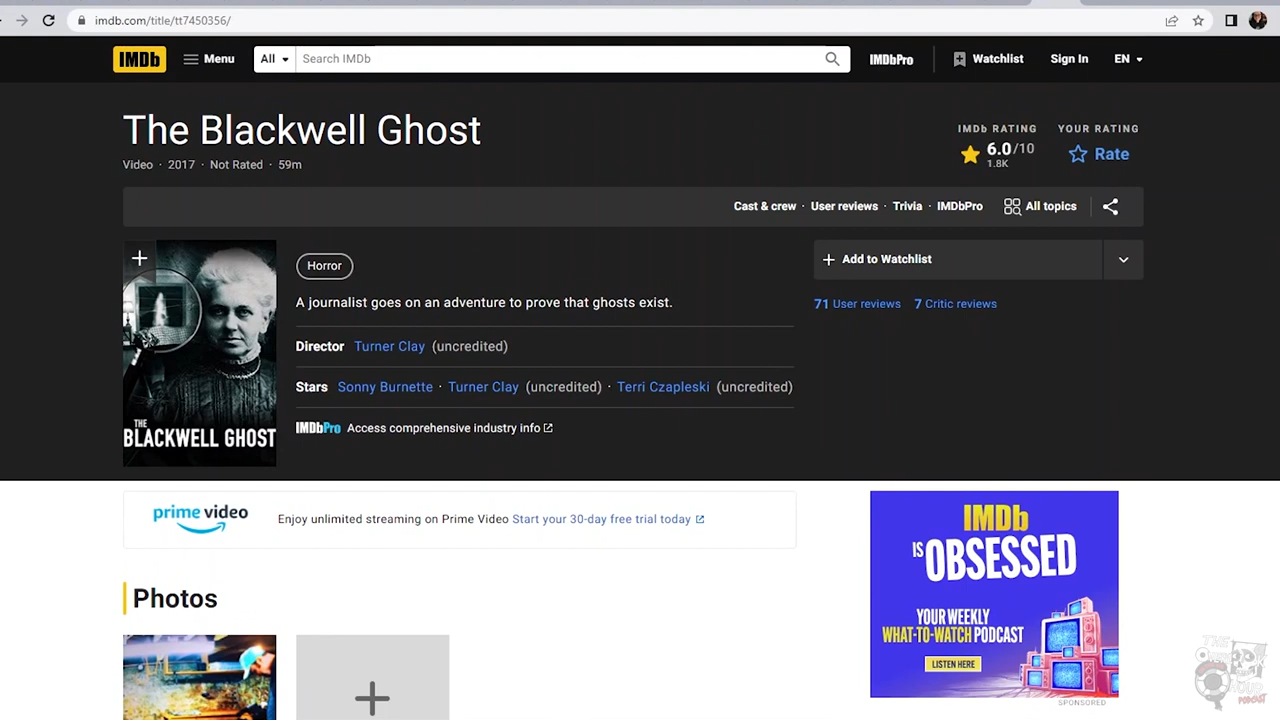 imdb.com/title/tt7450356/
IMDb Menu All Search IMDb IMDbPro Watchlist Sign In EN
The Blackwell Ghost
Video · 2017 · Not Rated · 59m
IMDb RATING YOUR RATING
6.0/10 Rate
1.8K
Cast & crew · User reviews · Trivia · IMDbPro All topics
THE
BLACKWELL GHOST
Horror
A journalist goes on an adventure to prove that ghosts exist.
Director Turner Clay (uncredited)
Stars Sonny Burnette · Turner Clay (uncredited) · Terri Czapleski (uncredited)
IMDbPro Access comprehensive industry info
+ Add to Watchlist
71 User reviews 7 Critic reviews
prime video Enjoy unlimited streaming on Prime Video Start your 30-day free trial today
Photos
IMDb
IS OBSESSED
YOUR WEEKLY
WHAT-TO-WATCH PODCAST
LISTEN HERE
SPONSORED
THE
HOUR
PODCAST